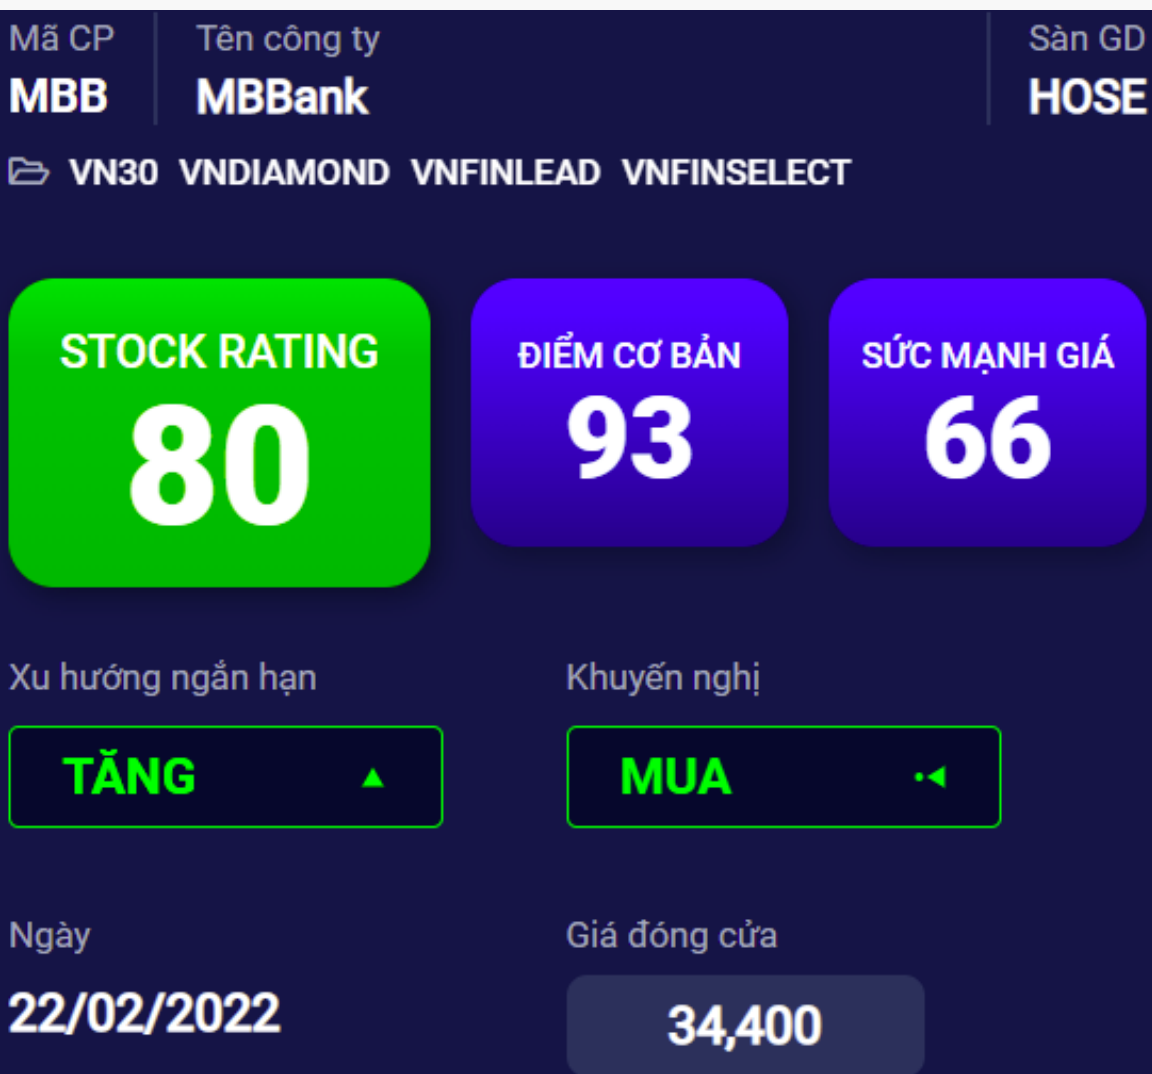 Mã CP Tên công ty Sàn GD
MBB MBBank HOSE
VN30 VNDIAMOND VNFINLEAD VNFINSELECT
STOCK RATING ĐIỂM CƠ BẢN SỨC MẠNH GIÁ
80 93 66
Xu hướng ngắn hạn Khuyến nghị
TĂNG MUA
Ngày Giá đóng cửa
22/02/2022 34,400